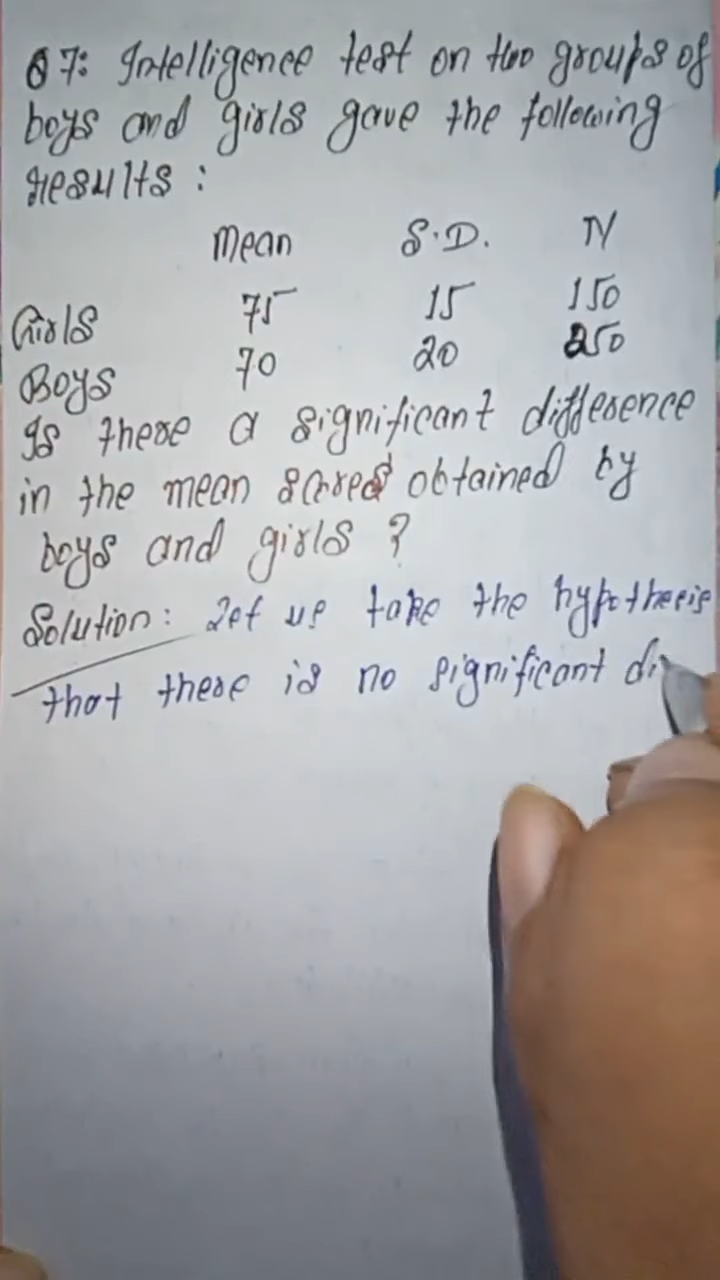 Q7: Intelligence test on two groups of
boys and girls gave the following
results :
Mean S.D. N
Girls 75 15 150
Boys 70 20 250
Is there a significant difference
in the mean scores obtained by
boys and girls ?
Solution: Let us take the hypothesis
that there is no significant di